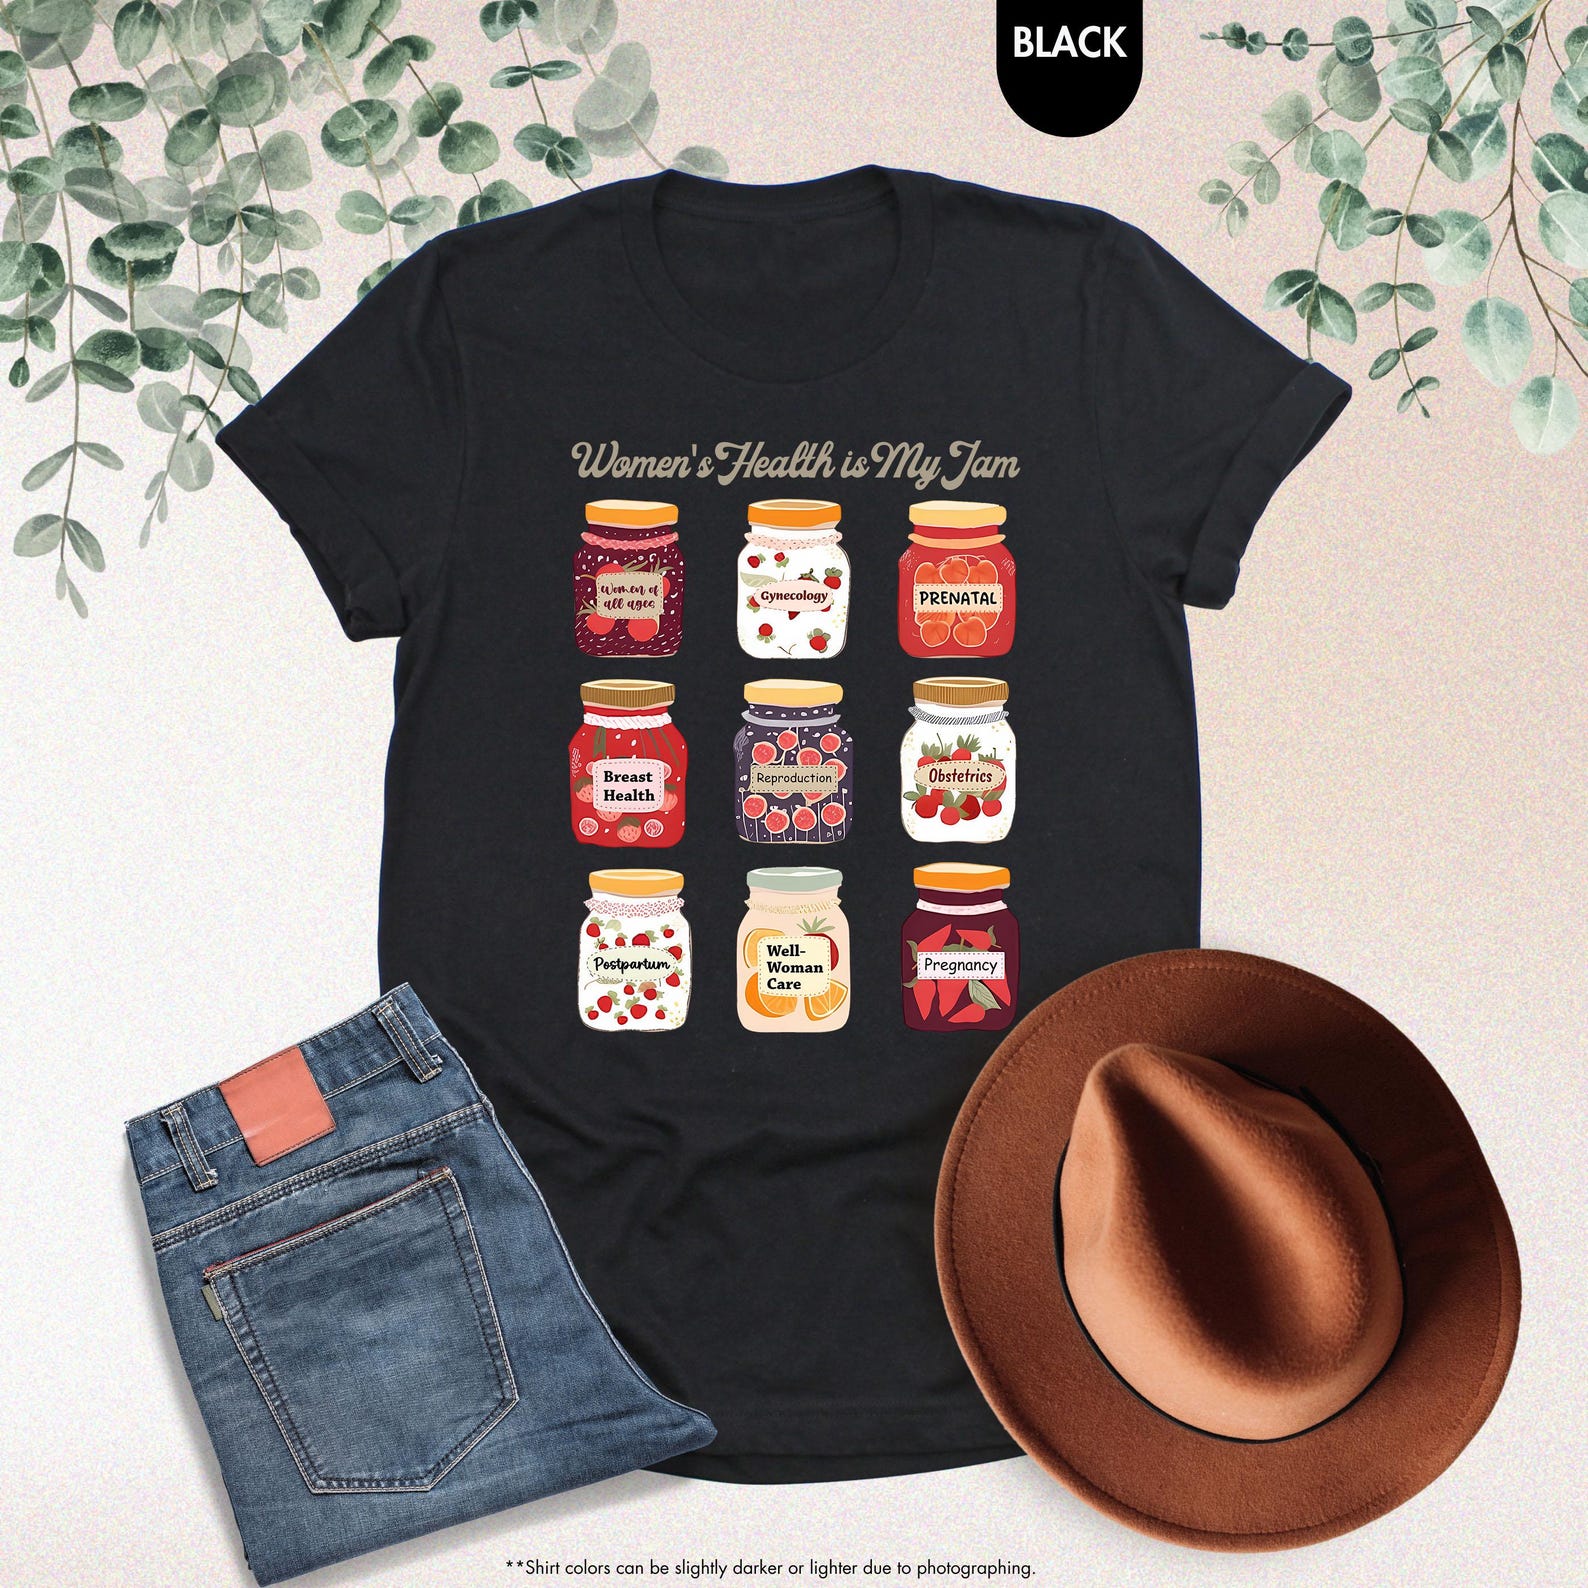 BLACK
Women's Health is My Jam
Women of
all ages
Gynecology
PRENATAL
Breast
Health
Reproduction
Obstetrics
Postpartum
Well-
Woman
Care
Pregnancy
**Shirt colors can be slightly darker or lighter due to photographing.